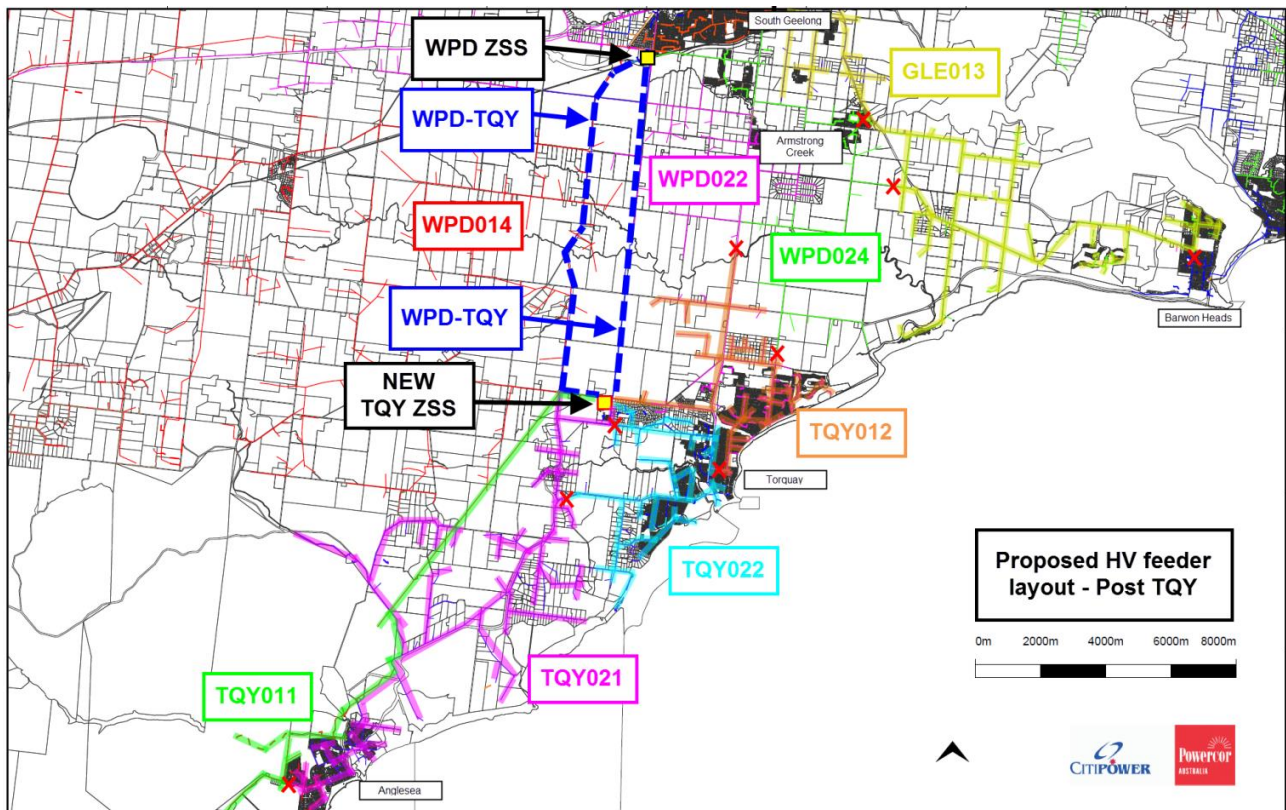 South Geelong
WPD ZSS
GLE013
WPD-TQY
Armstrong
Creek
WPD022
WPD014
WPD024
WPD-TQY
Barwon Heads
NEW
TQY ZSS
TQY012
Torquay
TQY022
Proposed HV feeder
layout - Post TQY
0m 2000m 4000m 6000m 8000m
TQY011
TQY021
Anglesea
CITIPOWER
Powercor
AUSTRALIA